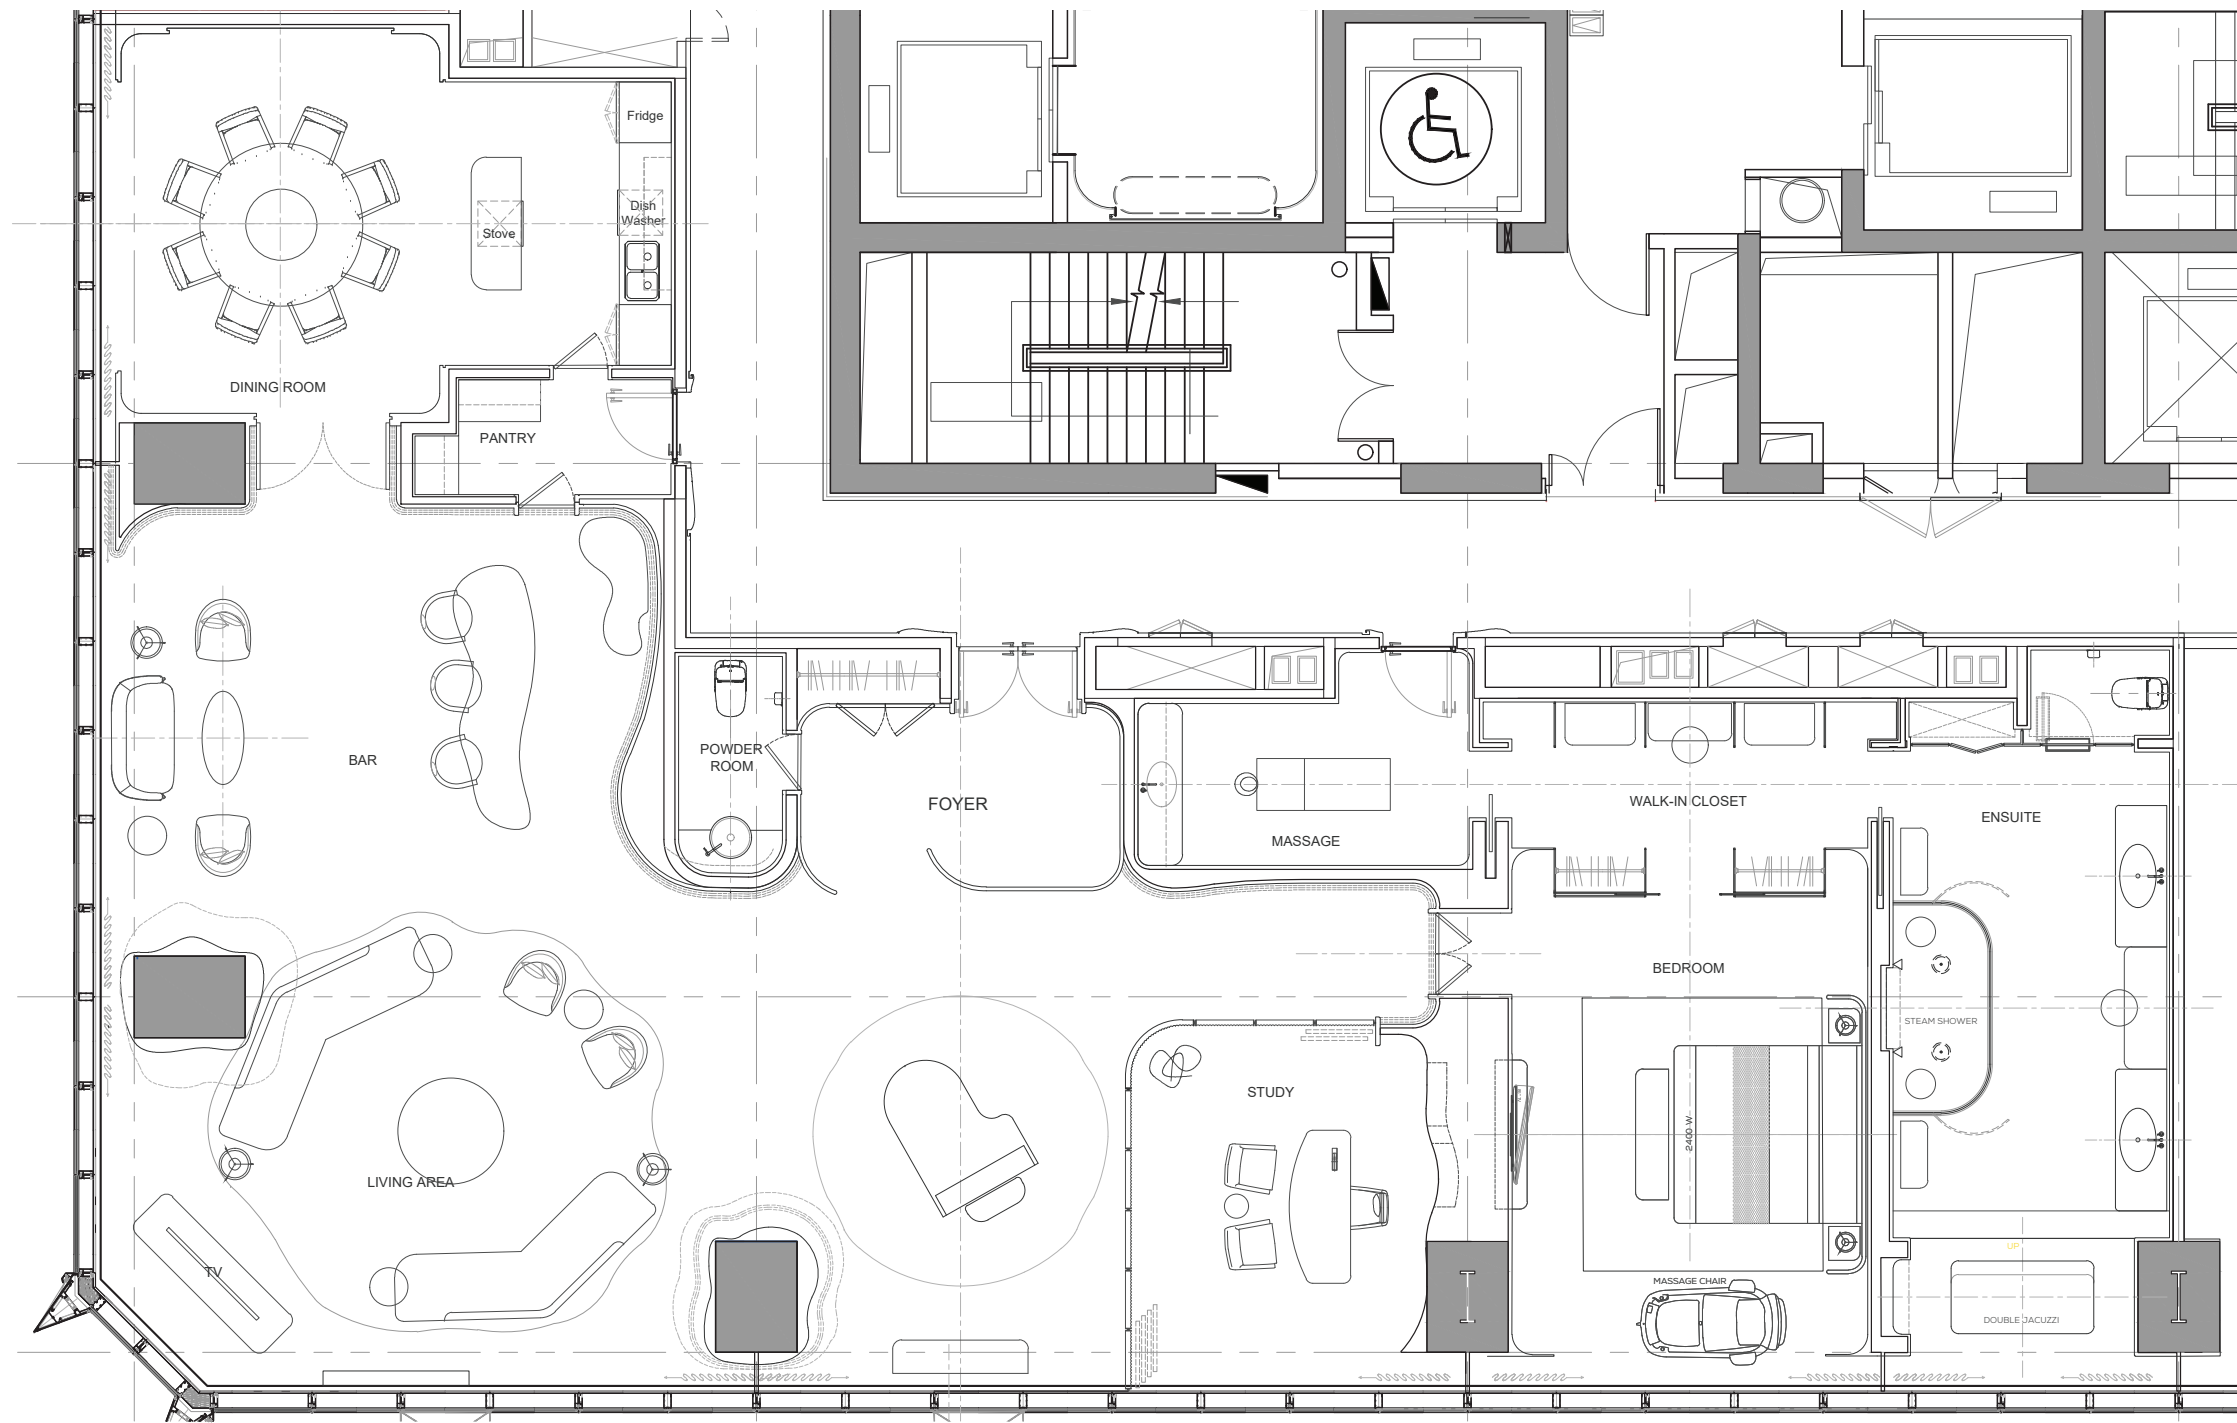 Fridge
Dish
Washer
Stove
DINING ROOM
PANTRY
POWDER
ROOM
BAR
FOYER
WALK-IN CLOSET
ENSUITE
MASSAGE
BEDROOM
STEAM SHOWER
STUDY
2400 W
LIVING AREA
UP
TV
MASSAGE CHAIR
DOUBLE JACUZZI